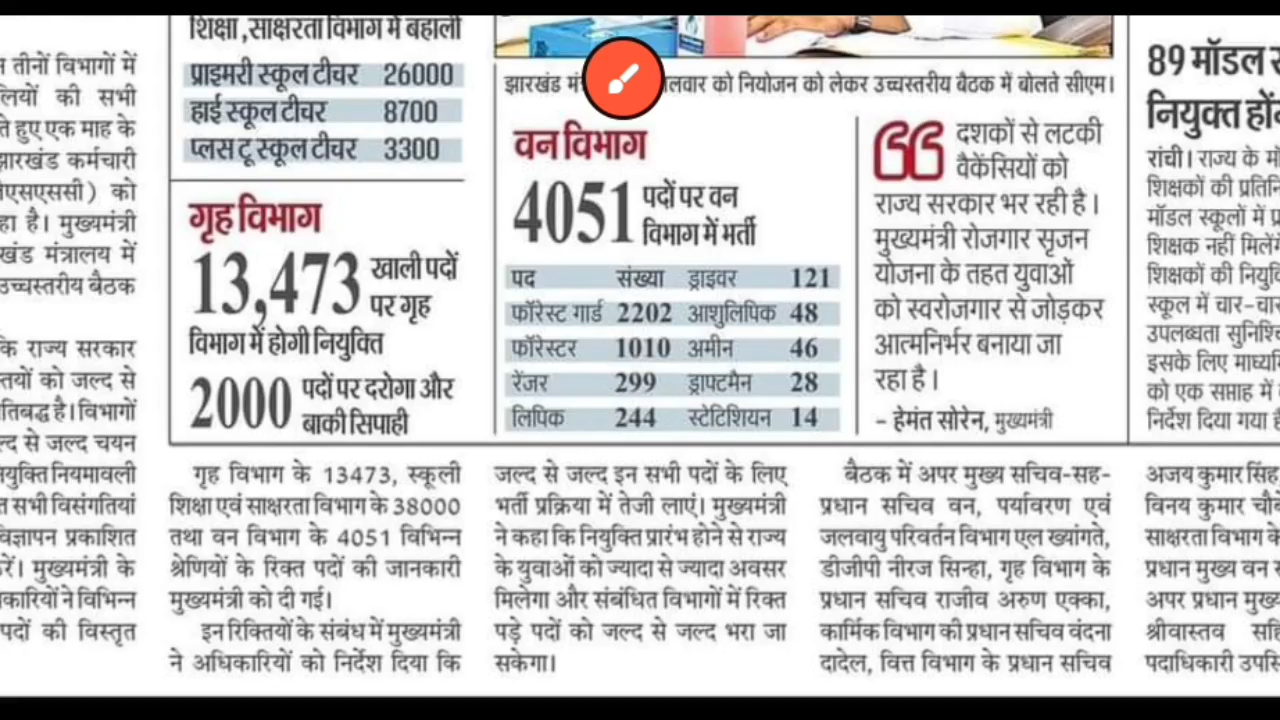 तीनों विभागों में
लियों की सभी
ते हुए एक माह के
झारखंड कर्मचारी
को
हा है। मुख्यमंत्री
खंड मंत्रालय में
उच्चस्तरीय बैठक
कि राज्य सरकार
तयों को जल्द से
तिबद्ध है। विभागों
ल्द से जल्द चयन
नियमावली
त सभी विसंगतियां
विज्ञापन प्रकाशित
रें। मुख्यमंत्री के
कारियों ने विभिन्न
पदों की विस्तृत
शिक्षा ,साक्षरता विभाग में बहाली
प्राइमरी स्कूल टीचर 26000
हाई स्कूल टीचर 8700
प्लस टू स्कूल टीचर 3300
गृह विभाग
13,473 खाली पदों
पर गृह
विभाग में होगी नियुक्ति
2000 पदों पर दरोगा और
बाकी सिपाही
झारखंड लवार को नियोजन को लेकर उच्चस्तरीय बैठक में बोलते सीएम।
वन विभाग
4051 पदों पर वन
विभाग में भर्ती
पद संख्या ड्राइवर 121
फॉरेस्ट गार्ड 2202 आशुलिपिक 48
फॉरेस्टर 1010 अमीन 46
रेंजर 299 ड्राफ्टमैन 28
लिपिक 244 स्टेटिशियन 14
दशकों से लटकी
वैकेंसियों को
राज्य सरकार भर रही है।
मुख्यमंत्री रोजगार सृजन
योजना के तहत युवाओं
को स्वरोजगार से जोड़कर
आत्मनिर्भर बनाया जा
रहा है।
- हेमंत सोरेन, मुख्यमंत्री
गृह विभाग के 13473, स्कूली
शिक्षा एवं साक्षरता विभाग के 38000
तथा वन विभाग के 4051 विभिन्न
श्रेणियों के रिक्त पदों की जानकारी
मुख्यमंत्री को दी गई।
इन रिक्तियों के संबंध में मुख्यमंत्री
ने अधिकारियों को निर्देश दिया कि
जल्द से जल्द इन सभी पदों के लिए
भर्ती प्रक्रिया में तेजी लाएं। मुख्यमंत्री
ने कहा कि नियुक्ति प्रारंभ होने से राज्य
के युवाओं को ज्यादा से ज्यादा अवसर
मिलेगा और संबंधित विभागों में रिक्त
पड़े पदों को जल्द से जल्द भरा जा
सकेगा।
बैठक में अपर मुख्य सचिव-सह-
प्रधान सचिव वन, पर्यावरण एवं
जलवायु परिवर्तन विभाग एल ख्यांगते,
डीजीपी नीरज सिन्हा, गृह विभाग के
प्रधान सचिव राजीव अरुण एक्का,
कार्मिक विभाग की प्रधान सचिव वंदना
दादेल, वित्त विभाग के प्रधान सचिव
89 मॉडल
नियुक्त
रांची। राज्य के
शिक्षकों की
मॉडल स्कूलों में
शिक्षक नहीं
शिक्षकों की
स्कूल में
उपलब्धता
इसके लिए
को एक सप्ताह में
निर्देश दिया गया
अजय कुमार सिंह
विनय कुमार
साक्षरता विभाग
प्रधान मुख्य वन
अपर प्रधान
श्रीवास्तव
पदाधिकारी